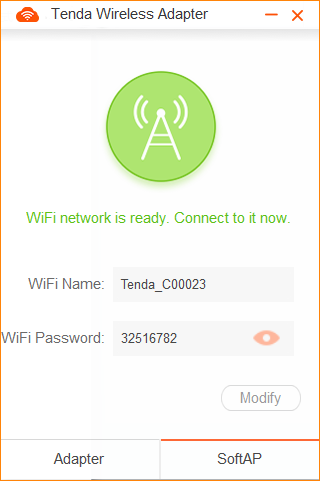 Tenda Wireless Adapter
WiFi network is ready. Connect to it now.
WiFi Name: Tenda_C00023
WiFi Password: 32516782
Modify
Adapter SoftAP